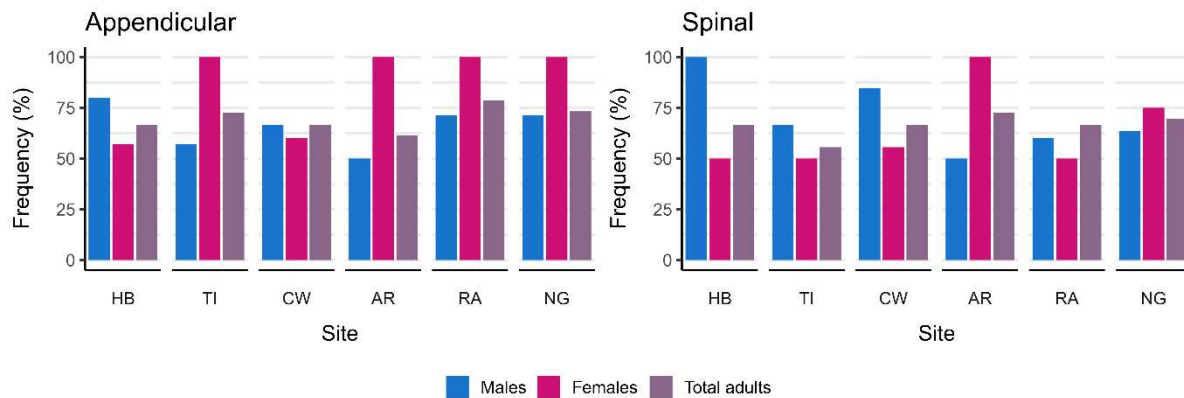 Appendicular
Frequency (%)
100
75
50
25
0
HB TI CW AR RA NG
Site
Spinal
Frequency (%)
100
75
50
25
0
HB TI CW AR RA NG
Site
Males Females Total adults